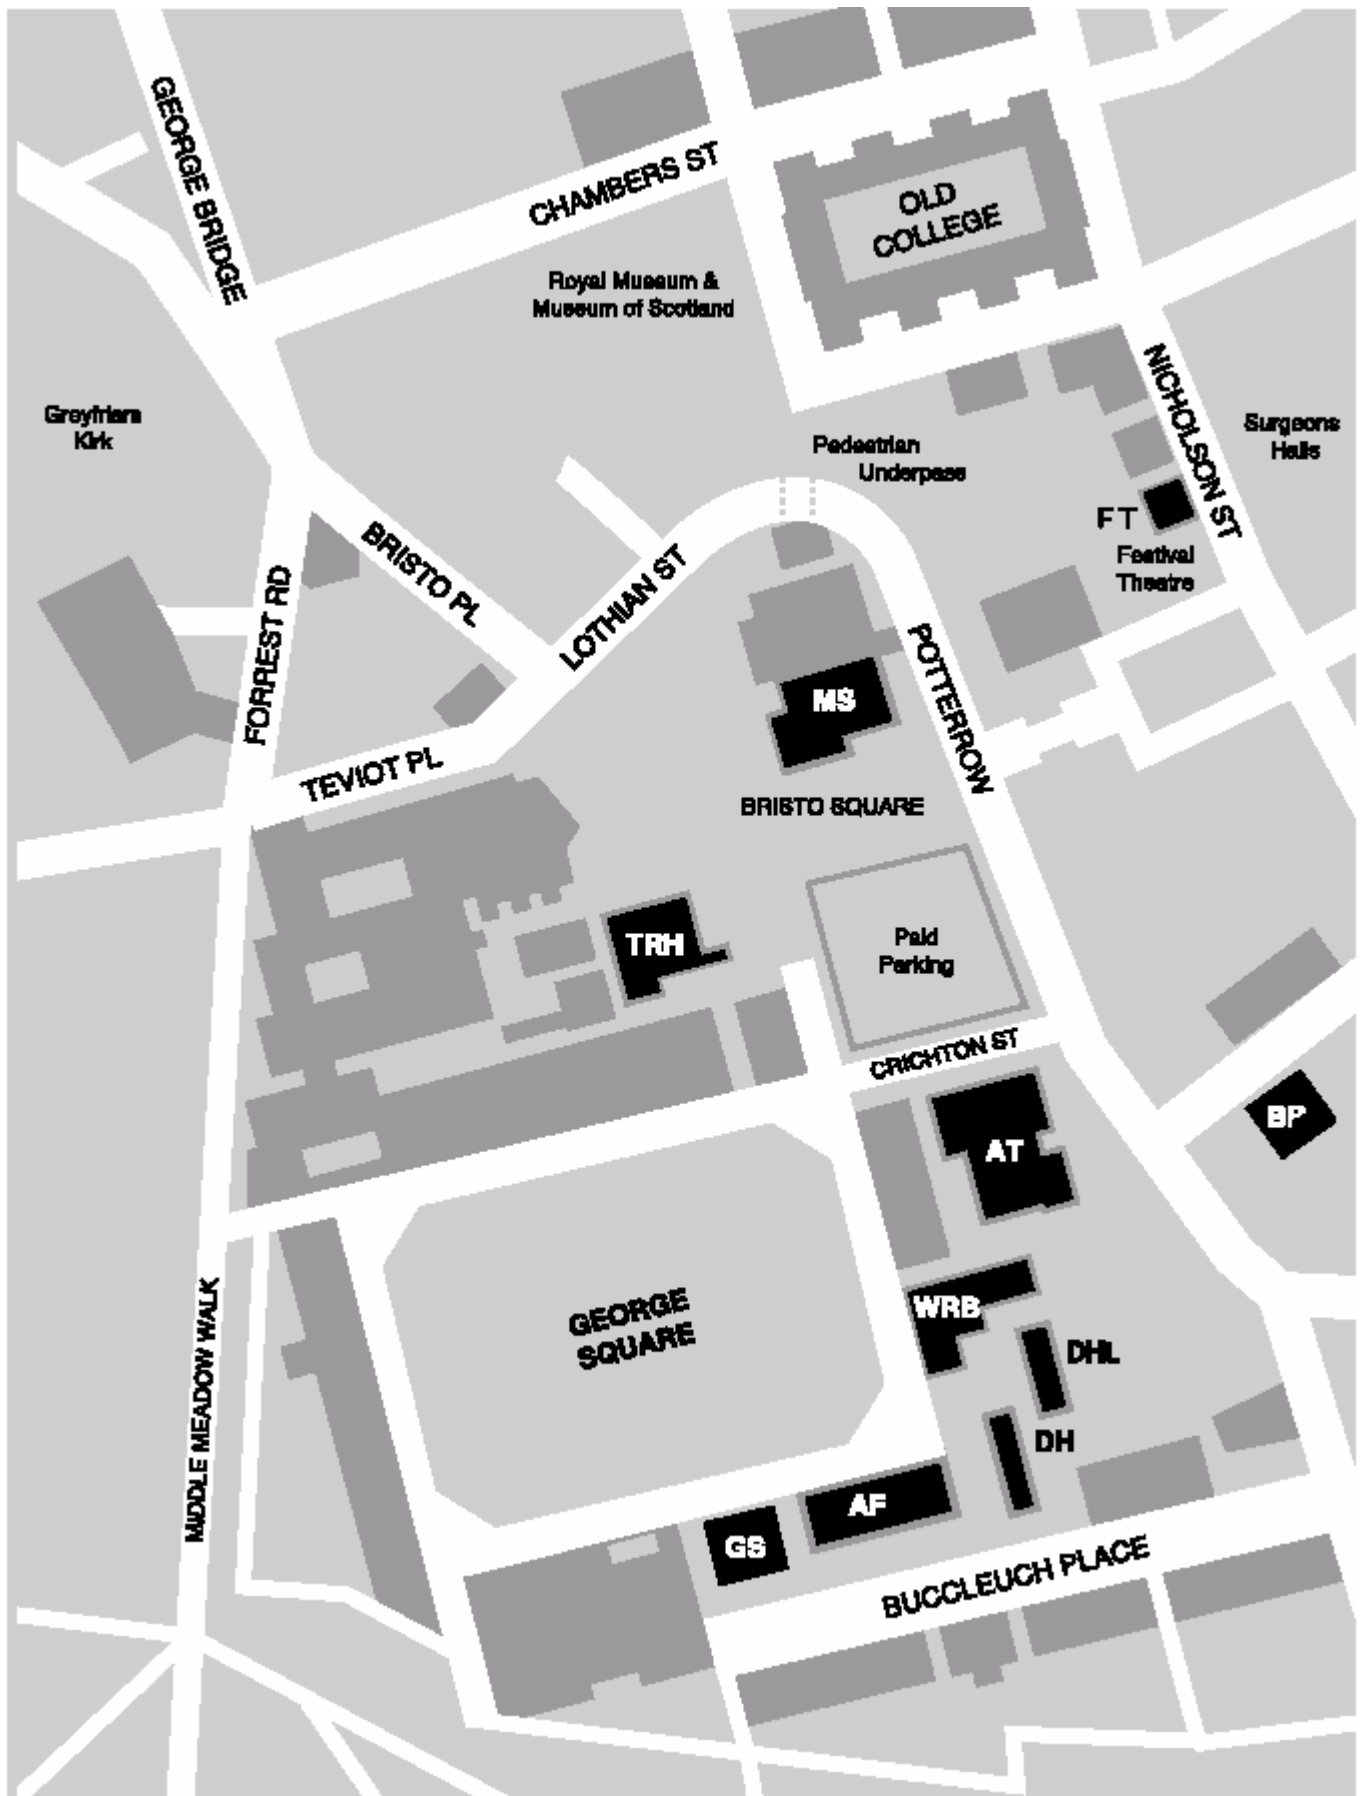 GEORGE BRIDGE
CHAMBERS ST
OLD
COLLEGE
Royal Museum &
Museum of Scotland
Greyfriars
Kirk
NICHOLSON ST
Surgeons
Halls
Pedestrian
Underpass
FT
Festival
Theatre
BRISTO PL
LOTHIAN ST
FORREST RD
POTTERROW
MS
TEVIOT PL
BRISTO SQUARE
TRH
Paid
Parking
CRICHTON ST
BP
AT
GEORGE
SQUARE
WRB
DHL
MIDDLE MEADOW WALK
DH
AF
GS
BUCCLEUCH PLACE